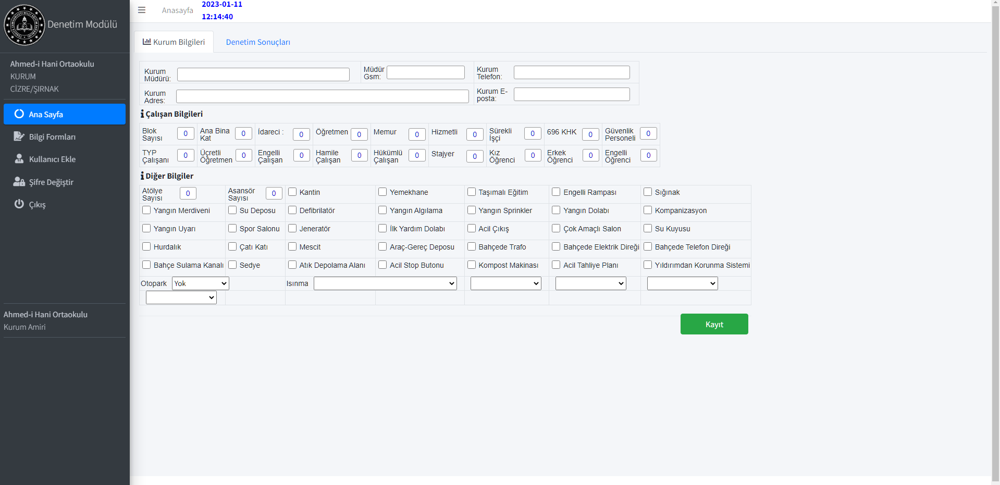 Denetim Modülü
Ahmed-i Hani Ortaokulu
KURUM
CİZRE/ŞIRNAK
Ana Sayfa
Bilgi Formları
Kullanıcı Ekle
Şifre Değiştir
Çıkış
Ahmed-i Hani Ortaokulu
Kurum Amiri
Anasayfa
2023-01-11
12:14:40
Kurum Bilgileri
Denetim Sonuçları
Kurum Müdürü:
Müdür Gsm:
Kurum Telefon:
Kurum Adres:
Kurum E-posta:
Çalışan Bilgileri
Blok Sayısı 0 Ana Bina Kat 0 İdareci : 0 Öğretmen 0 Memur 0 Hizmetli 0 Sürekli İşçi 0 696 KHK 0 Güvenlik Personeli 0
TYP Çalışanı 0 Ücretli Öğretmen 0 Engelli Çalışan 0 Hamile Çalışan 0 Hükümlü Çalışan 0 Stajyer 0 Kız Öğrenci 0 Erkek Öğrenci 0 Engelli Öğrenci 0
Diğer Bilgiler
Atölye Sayısı 0 Asansör Sayısı 0 Kantin Yemekhane Taşımalı Eğitim Engelli Rampası Sığınak
Yangın Merdiveni Su Deposu Defibrilatör Yangın Algılama Yangın Sprinkler Yangın Dolabı Kompanizasyon
Yangın Uyarı Spor Salonu Jeneratör İlk Yardım Dolabı Acil Çıkış Çok Amaçlı Salon Su Kuyusu
Hurdalık Çatı Katı Mescit Araç-Gereç Deposu Bahçede Trafo Bahçede Elektrik Direği Bahçede Telefon Direği
Bahçe Sulama Kanalı Sedye Atık Depolama Alanı Acil Stop Butonu Kompost Makinası Acil Tahliye Planı Yıldırımdan Korunma Sistemi
Otopark Yok Isınma
Kayıt